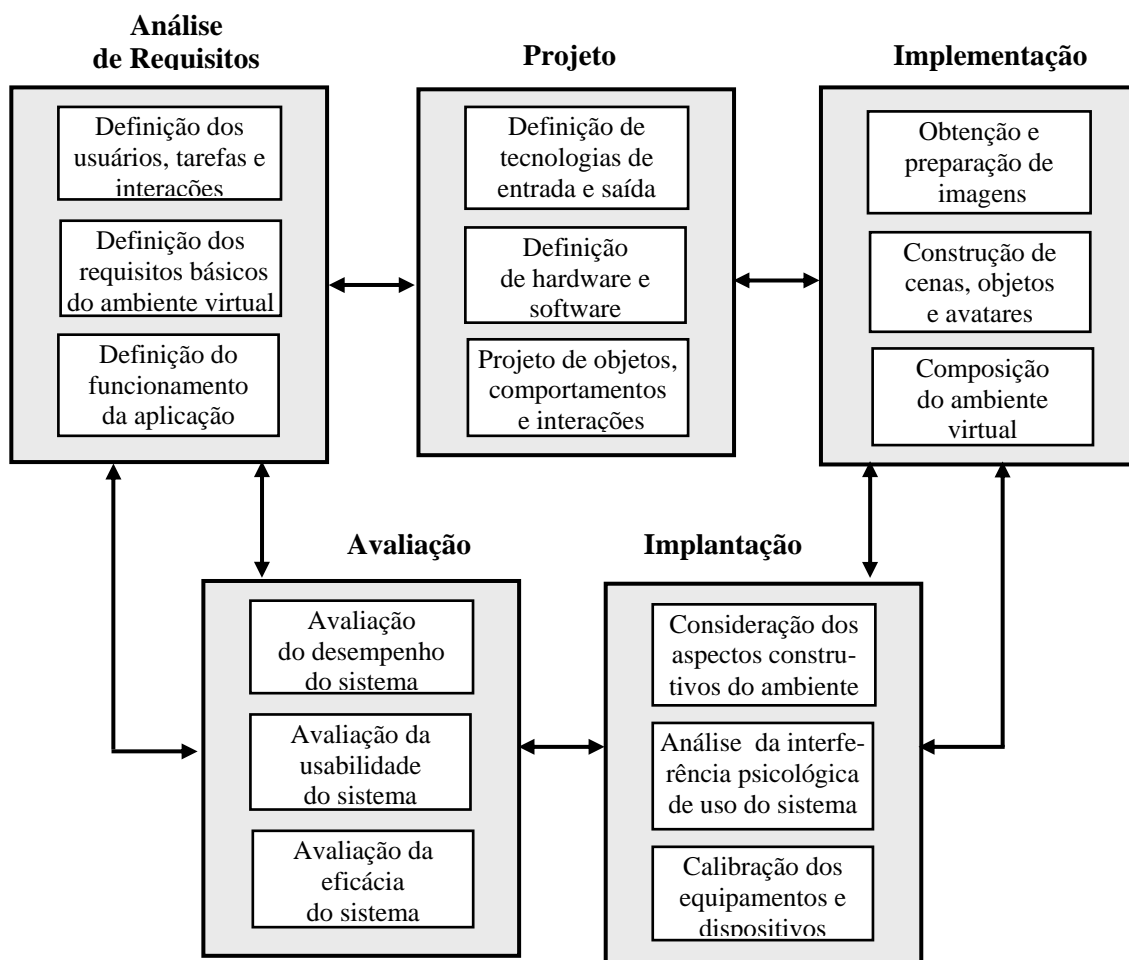 Análise
de Requisitos
Definição dos
usuários, tarefas e
interações
Definição dos
requisitos básicos
do ambiente virtual
Definição do
funcionamento
da aplicação
Projeto
Definição de
tecnologias de
entrada e saída
Definição
de hardware e
software
Projeto de objetos,
comportamentos
e interações
Implementação
Obtenção e
preparação de
imagens
Construção de
cenas, objetos
e avatares
Composição
do ambiente
virtual
Avaliação
Avaliação
do desempenho
do sistema
Avaliação da
usabilidade
do sistema
Avaliação da
eficácia
do sistema
Implantação
Consideração dos
aspectos constru-
tivos do ambiente
Análise da interfe-
rência psicológica
de uso do sistema
Calibração dos
equipamentos e
dispositivos